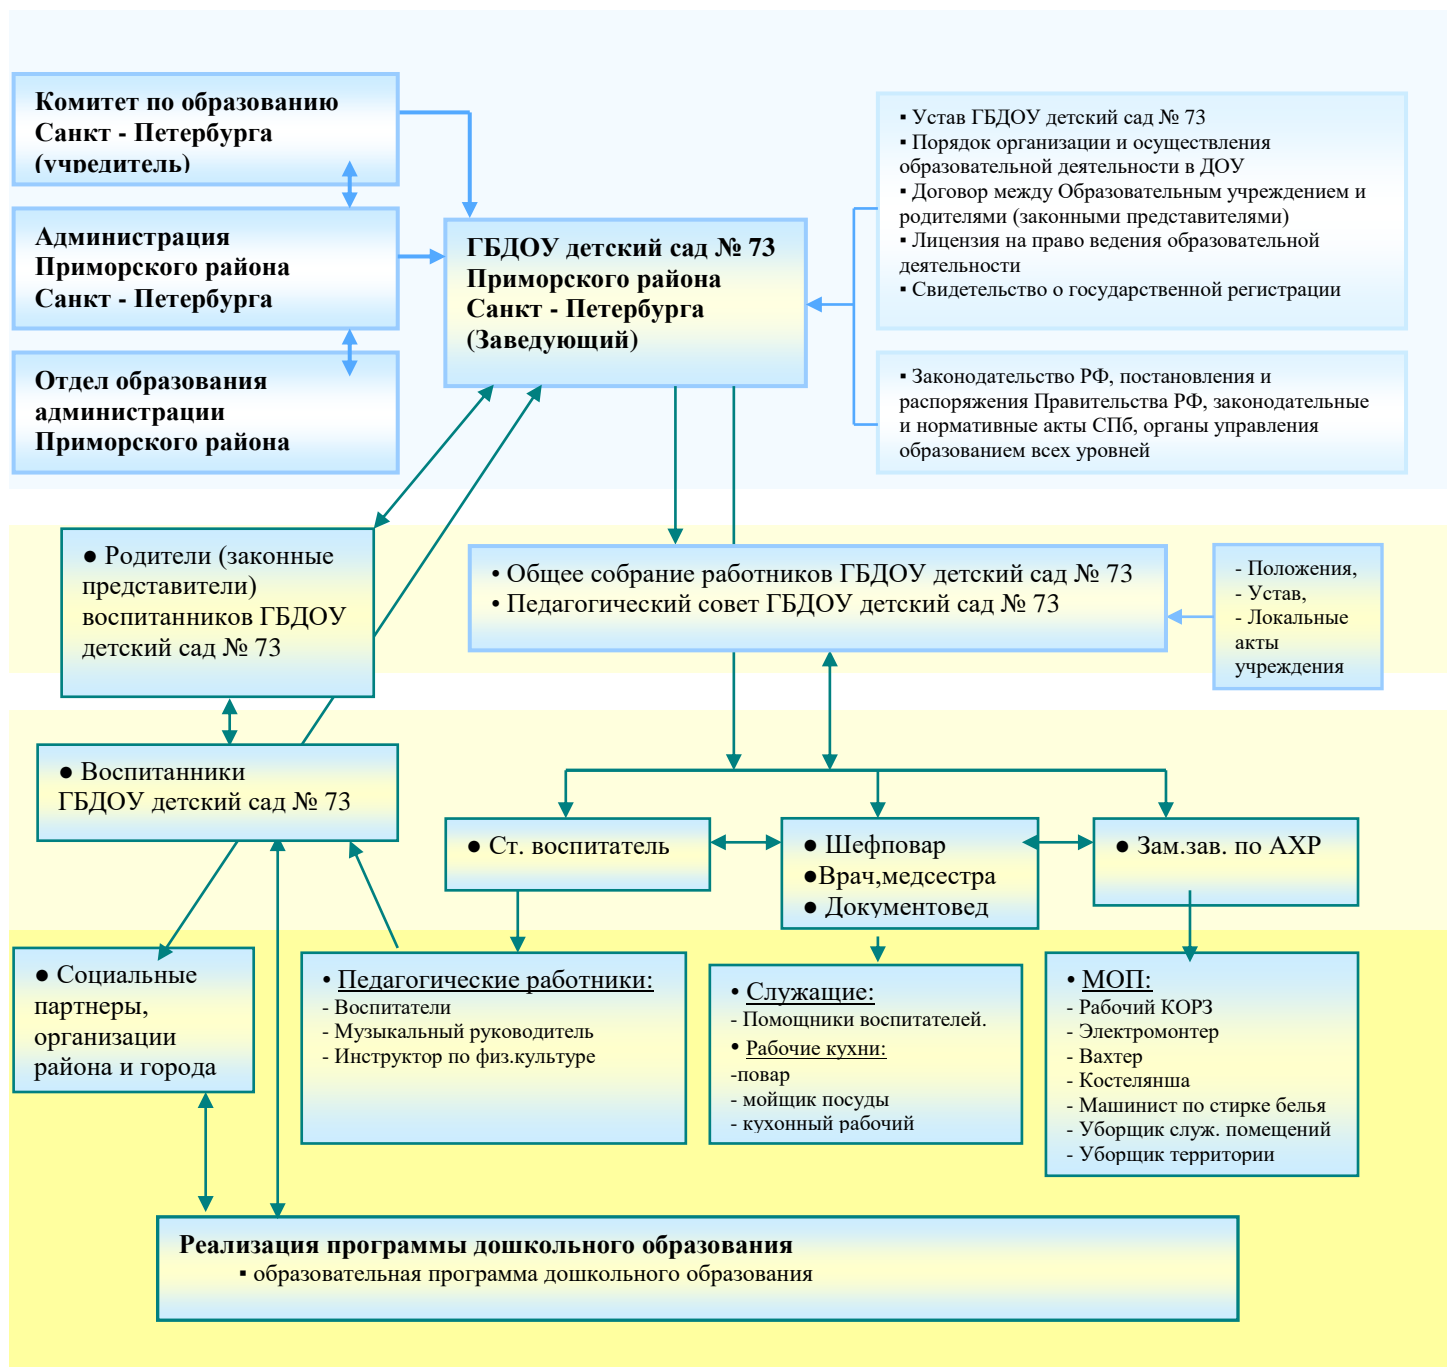 Комитет по образованию
Санкт - Петербурга
(учредитель)
Администрация
Приморского района
Санкт - Петербурга
Отдел образования
администрации
Приморского района
ГБДОУ детский сад № 73
Приморского района
Санкт - Петербурга
(Заведующий)
▪ Устав ГБДОУ детский сад № 73
▪ Порядок организации и осуществления
образовательной деятельности в ДОУ
▪ Договор между Образовательным учреждением и
родителями (законными представителями)
▪ Лицензия на право ведения образовательной
деятельности
▪ Свидетельство о государственной регистрации
▪ Законодательство РФ, постановления и
распоряжения Правительства РФ, законодательные
и нормативные акты СПб, органы управления
образованием всех уровней
● Родители (законные
представители)
воспитанников ГБДОУ
детский сад № 73
• Общее собрание работников ГБДОУ детский сад № 73
• Педагогический совет ГБДОУ детский сад № 73
- Положения,
- Устав,
- Локальные
акты
учреждения
● Воспитанники
ГБДОУ детский сад № 73
● Ст. воспитатель
● Шефповар
●Врач,медсестра
● Документовед
● Зам.зав. по АХР
● Социальные
партнеры,
организации
района и города
• Педагогические работники:
- Воспитатели
- Музыкальный руководитель
- Инструктор по физ.культуре
• Служащие:
- Помощники воспитателей.
• Рабочие кухни:
-повар
- мойщик посуды
- кухонный рабочий
• МОП:
- Рабочий КОРЗ
- Электромонтер
- Вахтер
- Костелянша
- Машинист по стирке белья
- Уборщик служ. помещений
- Уборщик территории
Реализация программы дошкольного образования
▪ образовательная программа дошкольного образования